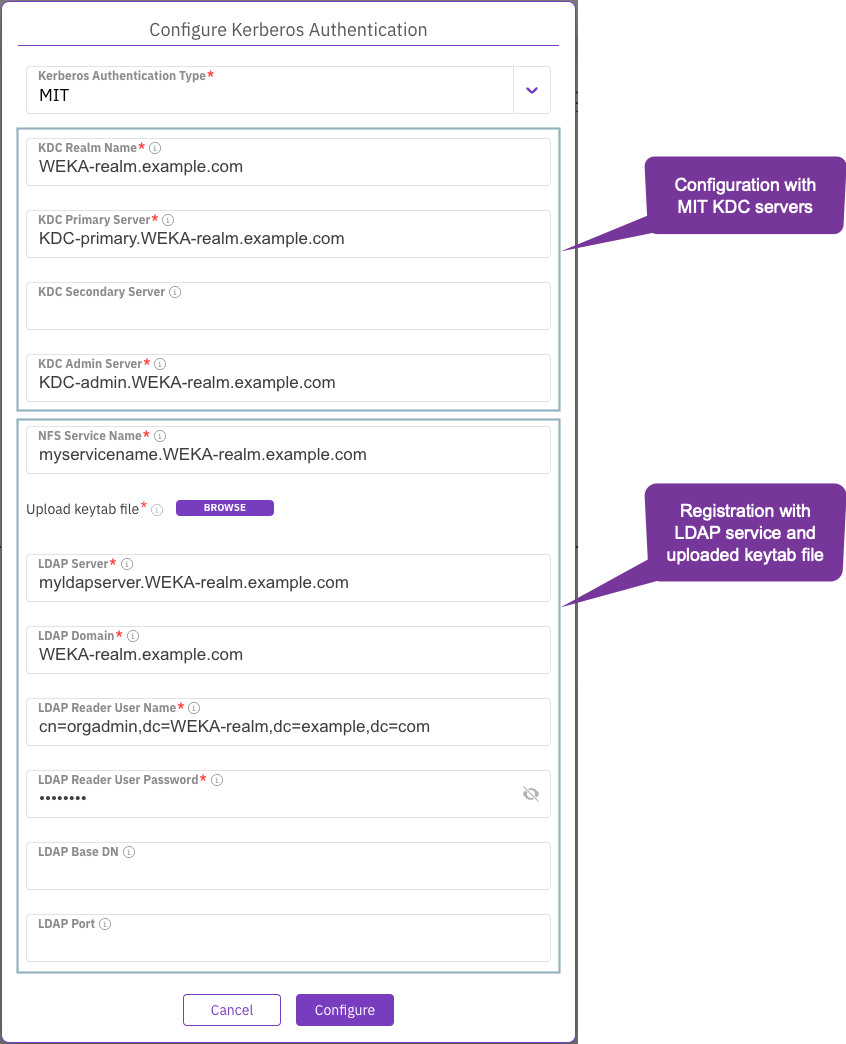 Configure Kerberos Authentication
Kerberos Authentication Type*
MIT
KDC Realm Name*
WEKA-realm.example.com
KDC Primary Server*
KDC-primary.WEKA-realm.example.com
KDC Secondary Server
KDC Admin Server*
KDC-admin.WEKA-realm.example.com
Configuration with
MIT KDC servers
NFS Service Name*
myservicename.WEKA-realm.example.com
Upload keytab file* BROWSE
LDAP Server*
myldapserver.WEKA-realm.example.com
LDAP Domain*
WEKA-realm.example.com
LDAP Reader User Name*
cn=orgadmin,dc=WEKA-realm,dc=example,dc=com
LDAP Reader User Password*
••••••••
LDAP Base DN
LDAP Port
Registration with
LDAP service and
uploaded keytab file
Cancel Configure